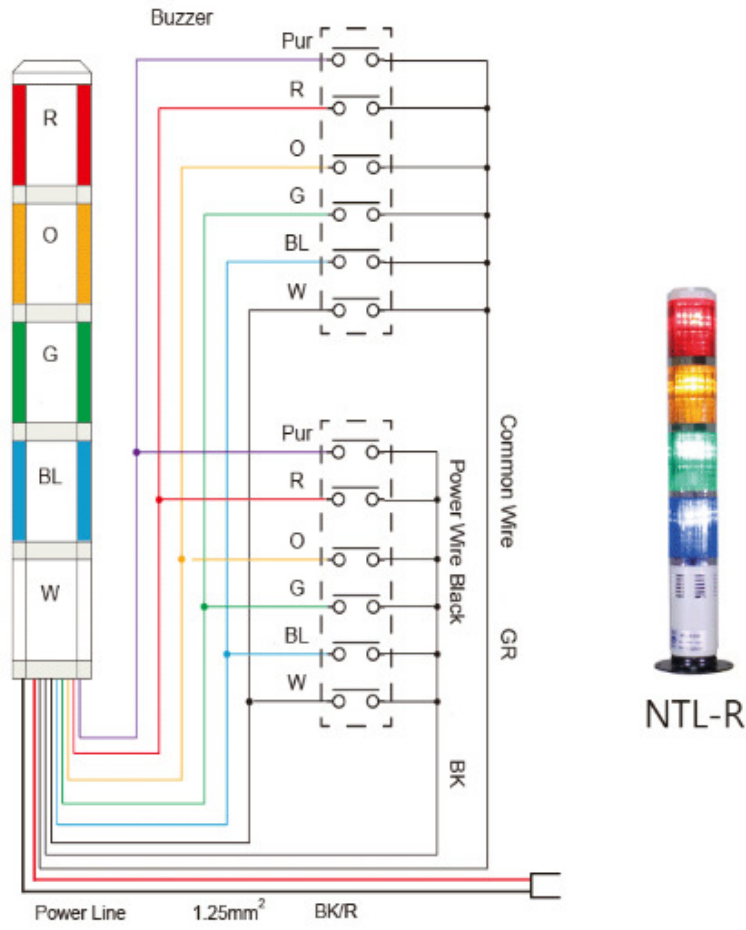 Buzzer
Pur
R
O
G
BL
W
R
O
G
BL
W
Pur
R
O
G
BL
W
Power Wire Black
Common Wire
BK
GR
NTL-R
Power Line 1.25mm² BK/R